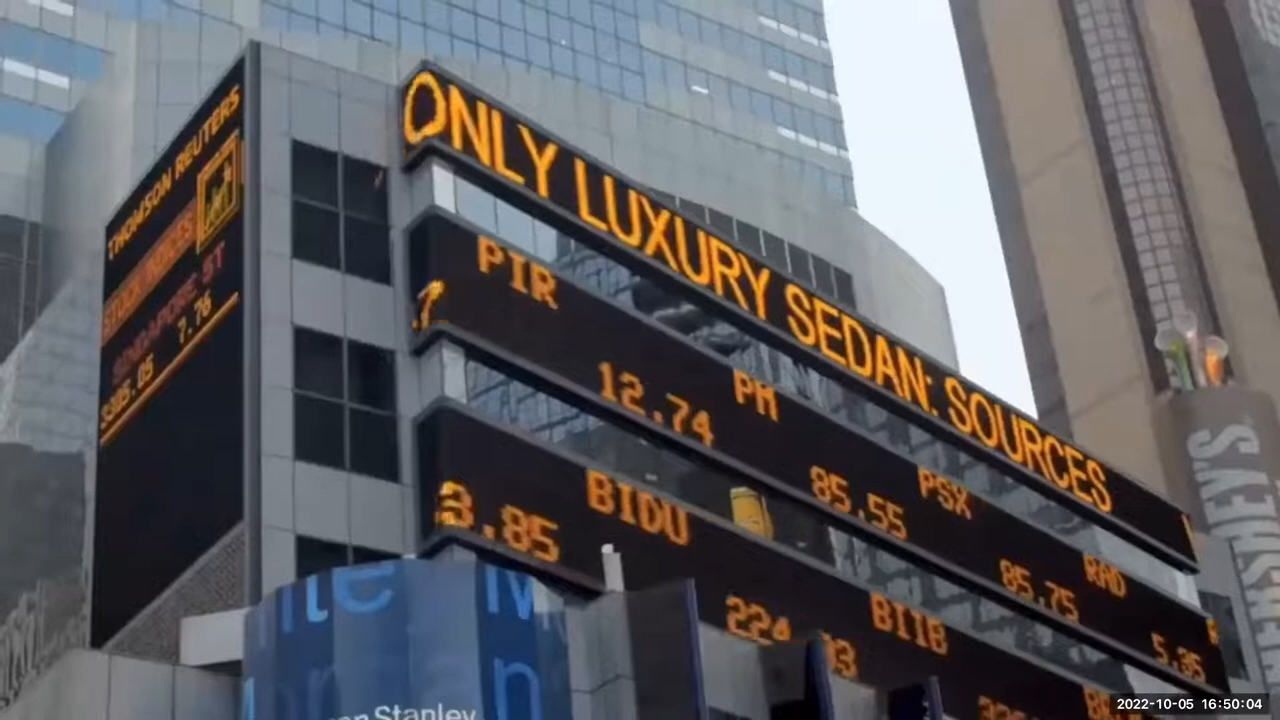 THOMSON REUTERS
SINGAPORE ST
7.76
ONLY LUXURY SEDAN: SOURCES
PIR
12.74
PM
85.55
PSX
85.75
RAD
5.35
3.85
BIDU
BIIB
Stanley
HERSHEY'S
2022-10-05 16:50:04